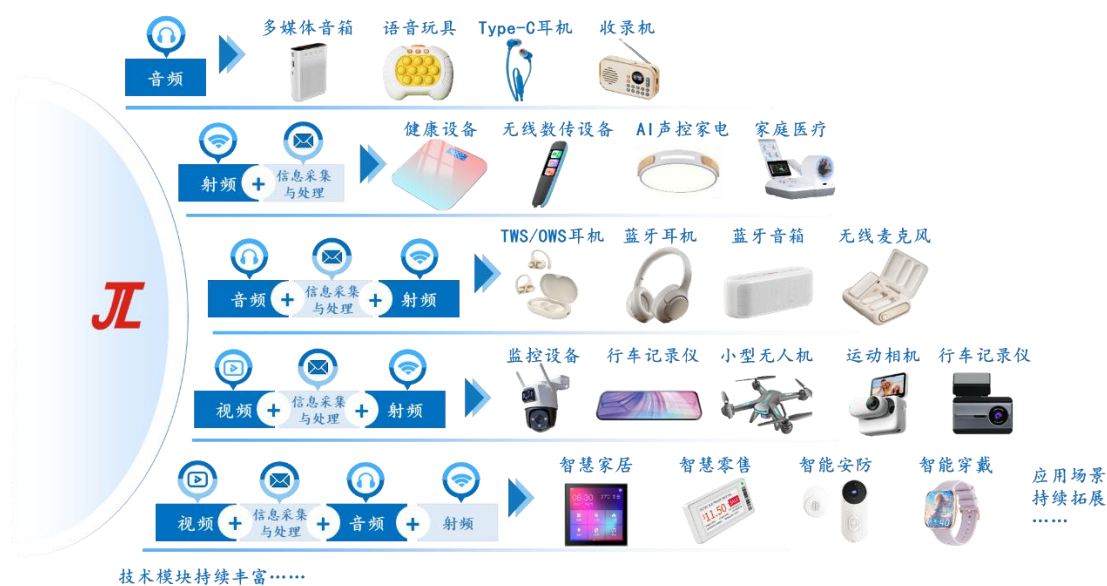 多媒体音箱 语音玩具 Type-C耳机 收录机
音频
健康设备 无线数传设备 AI声控家电 家庭医疗
射频 + 信息采集与处理
TWS/OWS耳机 蓝牙耳机 蓝牙音箱 无线麦克风
音频 + 信息采集与处理 + 射频
JL
监控设备 行车记录仪 小型无人机 运动相机 行车记录仪
视频 + 信息采集与处理 + 射频
智慧家居 智慧零售 智能安防 智能穿戴
应用场景
持续拓展
……
视频 + 信息采集与处理 + 音频 + 射频
08:30
11.50
技术模块持续丰富……